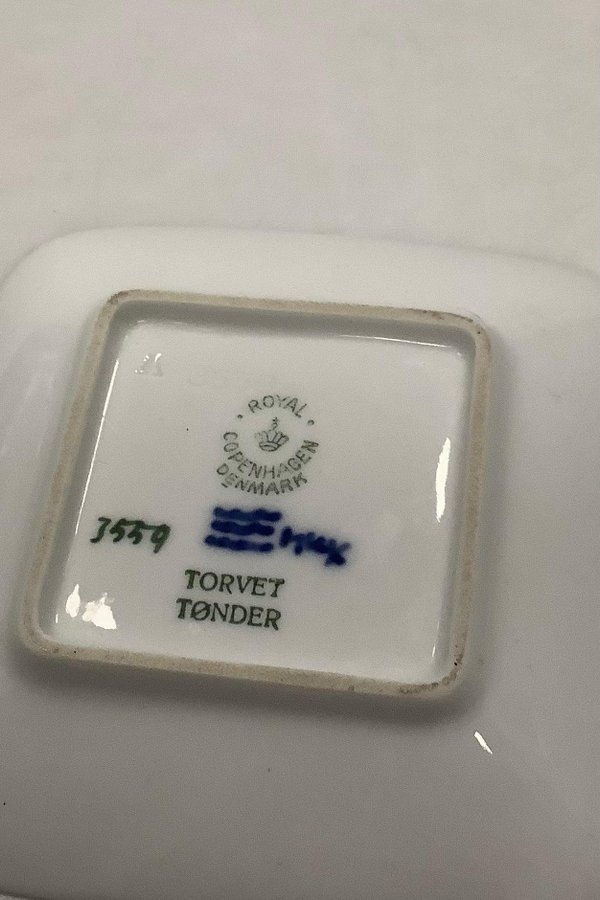 ROYAL
COPENHAGEN
DENMARK
3559
TORVET
TØNDER